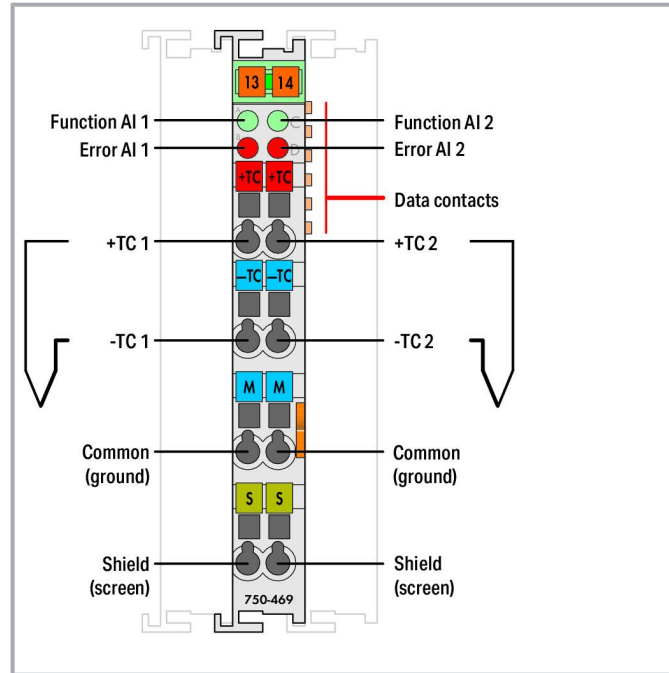 13 14
A C
Function AI 1
Function AI 2
Error AI 1
D
Error AI 2
+TC +TC
Data contacts
+TC 1
+TC 2
–TC –TC
-TC 1
-TC 2
M M
Common
(ground)
Common
(ground)
S S
Shield
(screen)
Shield
(screen)
750-469